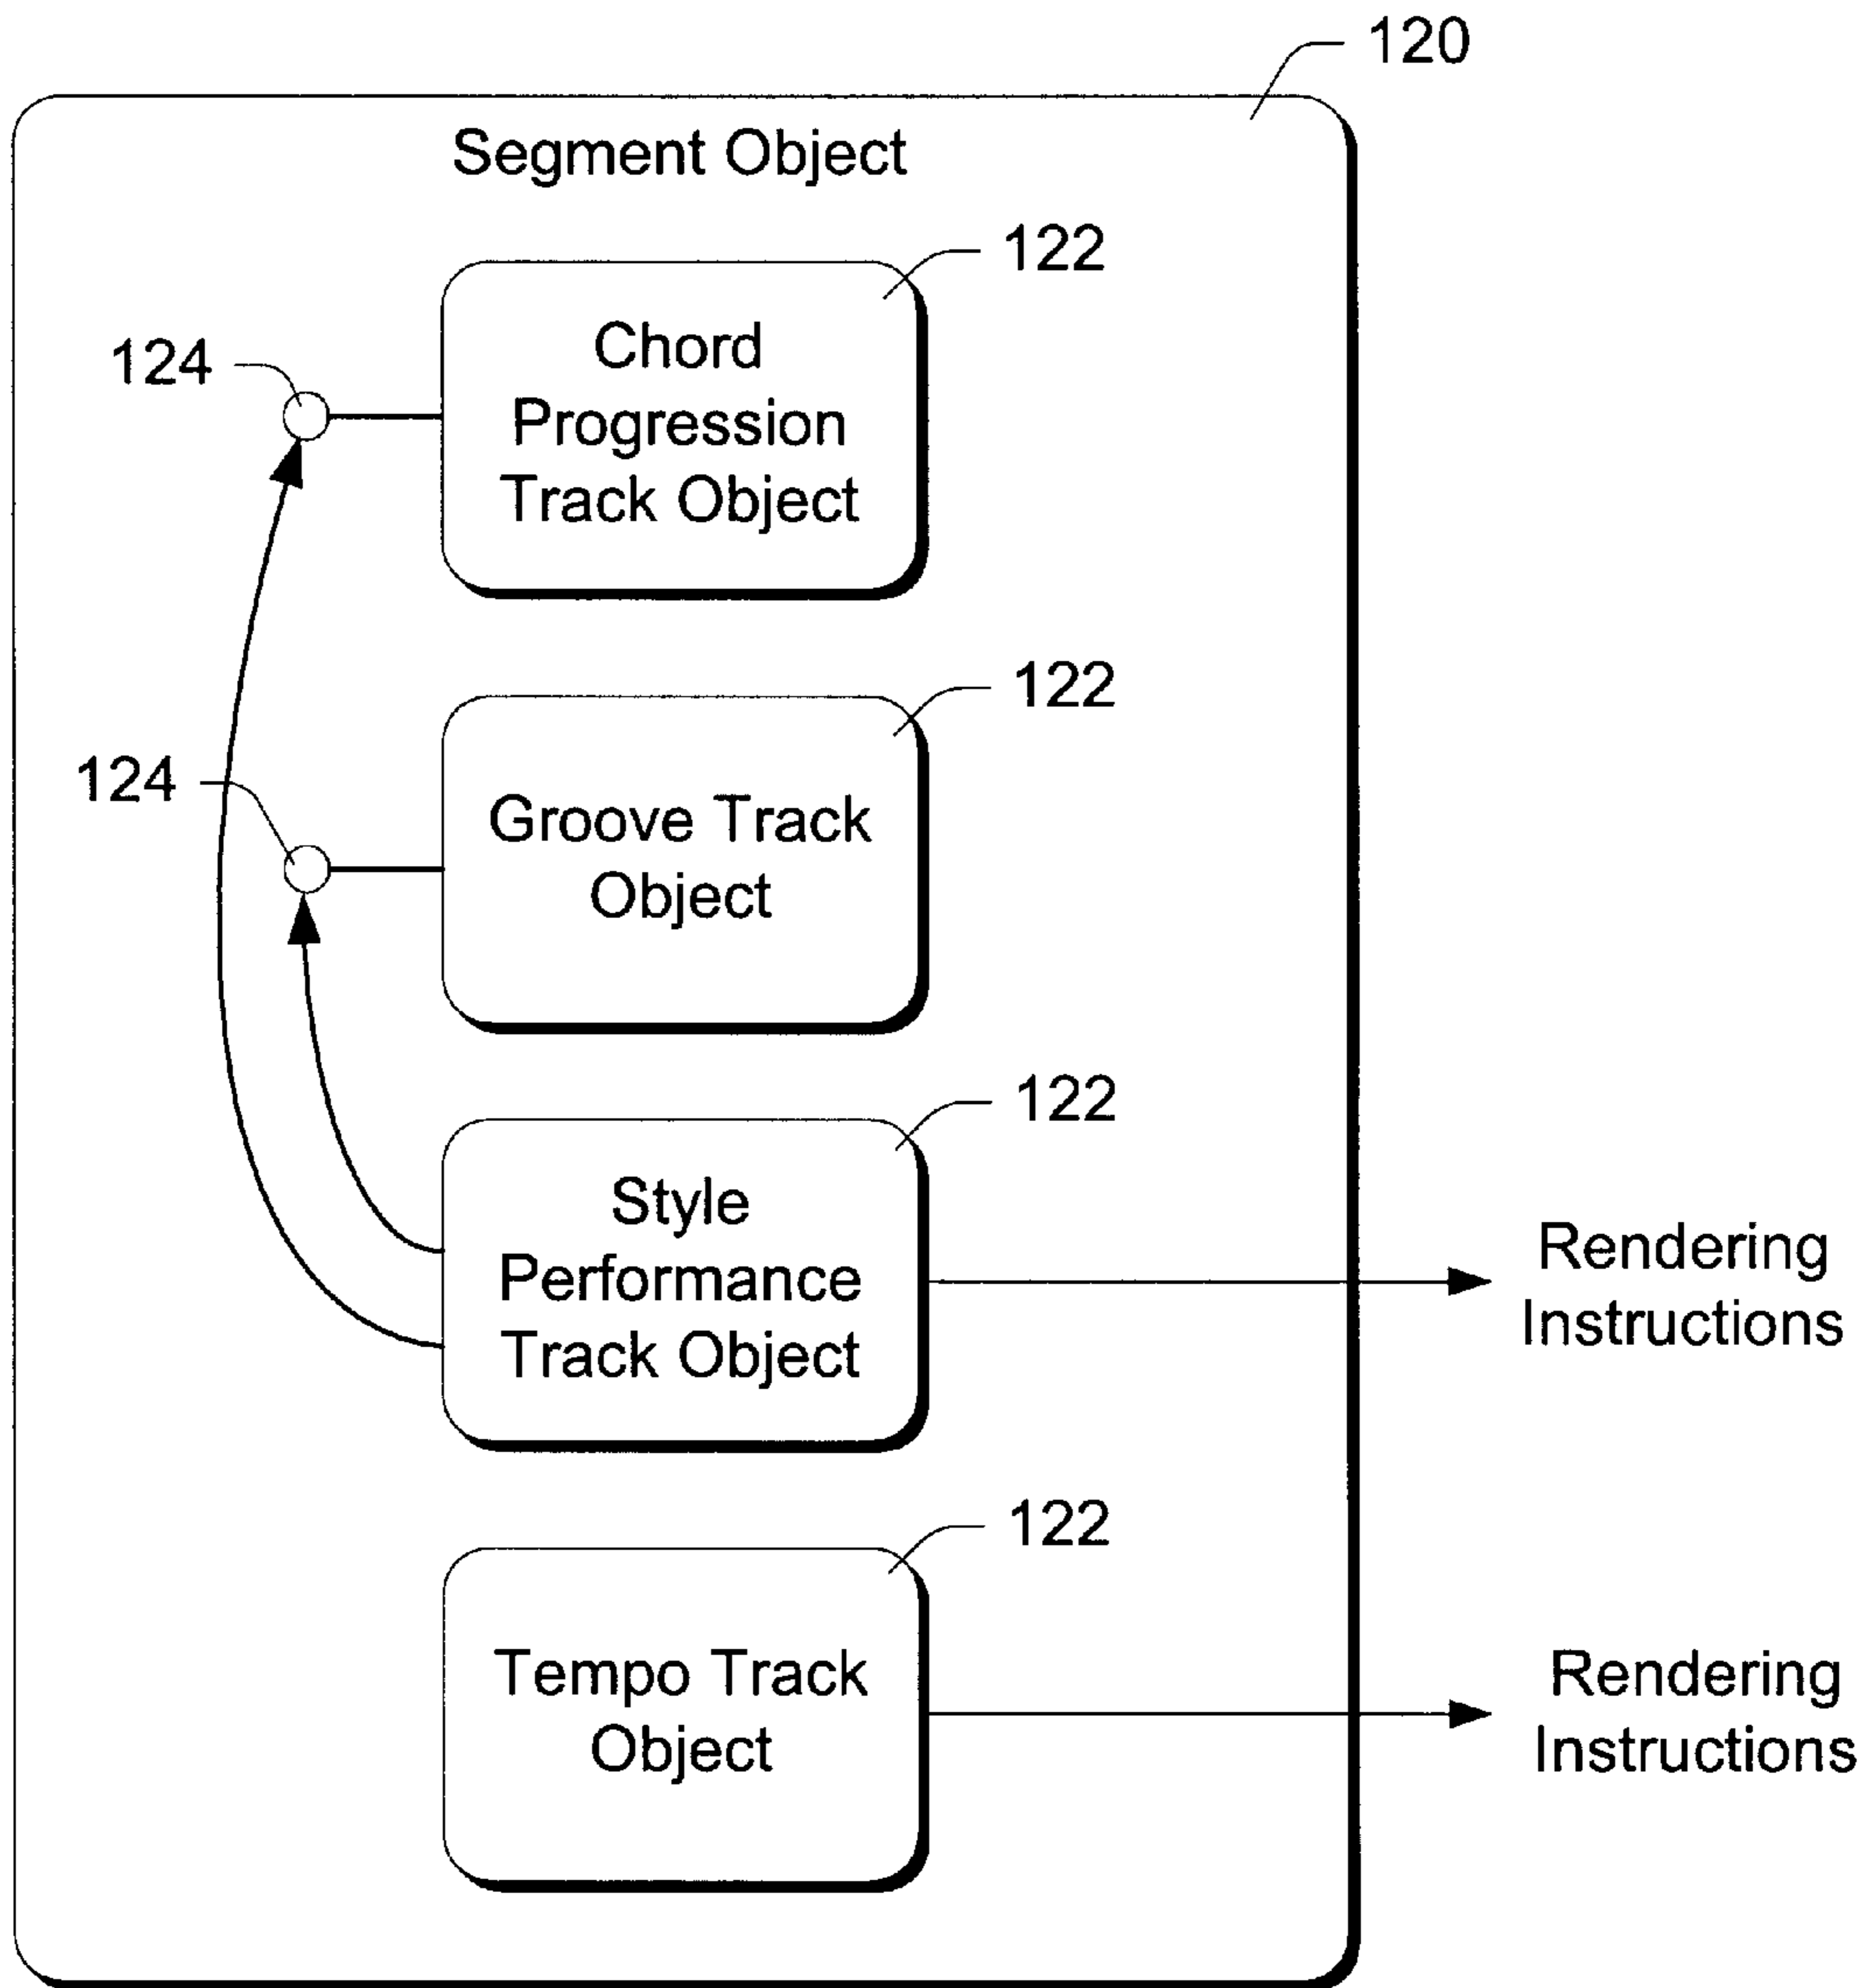 120
Segment Object
122
Chord
Progression
Track Object
124
122
Groove Track
Object
124
122
Style
Performance
Track Object
Rendering
Instructions
122
Tempo Track
Object
Rendering
Instructions